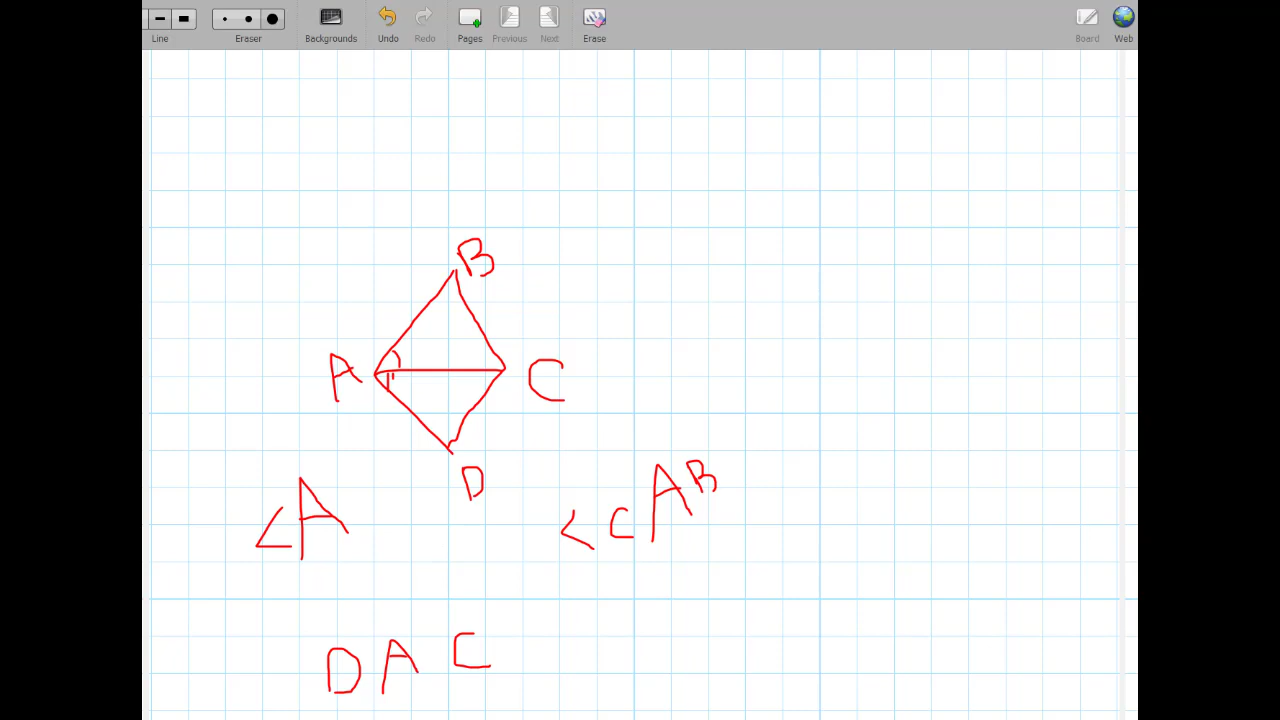 Line Eraser Backgrounds Undo Redo Pages Previous Next Erase Board Web
B
A C
D
<A <CAB
DAC